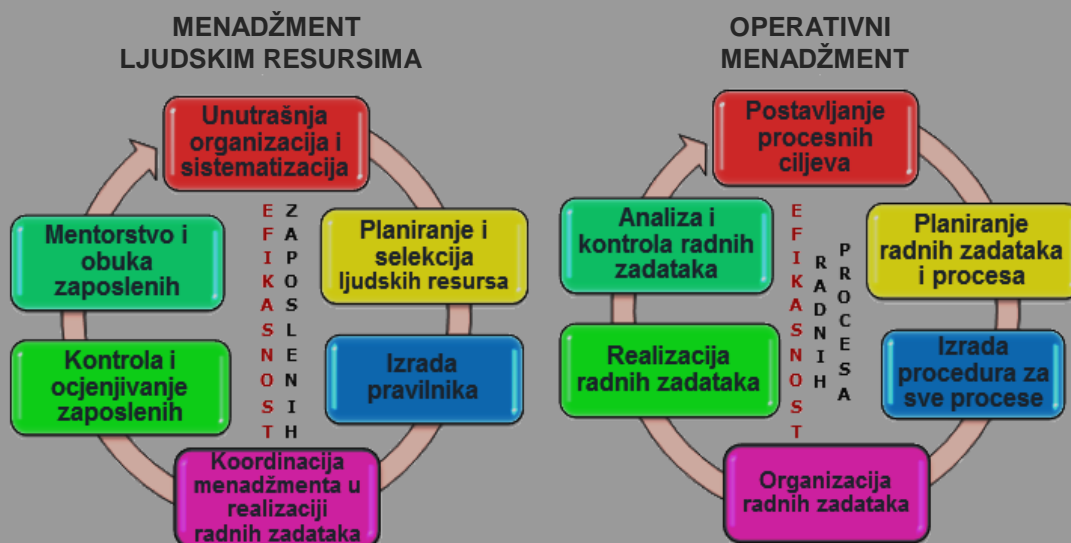 MENADŽMENT
LJUDSKIM RESURSIMA
Unutrašnja
organizacija i
sistematizacija
Planiranje i
selekcija
ljudskih resursa
Izrada
pravilnika
Koordinacija
menadžmenta u
realizaciji
radnih zadataka
Kontrola i
ocjenjivanje
zaposlenih
Mentorstvo i
obuka
zaposlenih
EFIKASNOST
ZAPOSLENIH
OPERATIVNI
MENADŽMENT
Postavljanje
procesnih
ciljeva
Planiranje
radnih zadataka
i procesa
Izrada
procedura za
sve procese
Organizacija
radnih zadataka
Realizacija
radnih zadataka
Analiza i
kontrola radnih
zadataka
EFIKASNOST
RADNIH
PROCESA